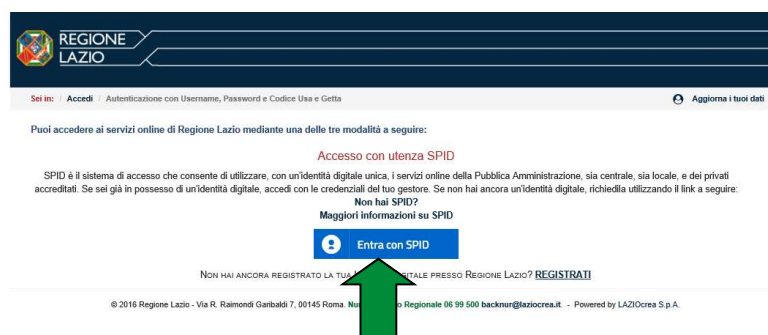 REGIONE
LAZIO
Sei in: / Accedi / Autenticazione con Username, Password e Codice Usa e Getta
Aggiorna i tuoi dati
Puoi accedere ai servizi online di Regione Lazio mediante una delle tre modalità a seguire:
Accesso con utenza SPID
SPID è il sistema di accesso che consente di utilizzare, con un'identità digitale unica, i servizi online della Pubblica Amministrazione, sia centrale, sia locale, e dei privati
accreditati. Se sei già in possesso di un'identità digitale, accedi con le credenziali del tuo gestore. Se non hai ancora un'identità digitale, richiedila utilizzando il link a seguire:
Non hai SPID?
Maggiori informazioni su SPID
Entra con SPID
NON HAI ANCORA REGISTRATO LA TUA PRESSO REGIONE LAZIO? REGISTRATI
© 2016 Regione Lazio - Via R. Raimondi Garibaldi 7, 00145 Roma. Regionale 06 99 500 backnur@laziocrea.it - Powered by LAZIOcrea S.p.A.